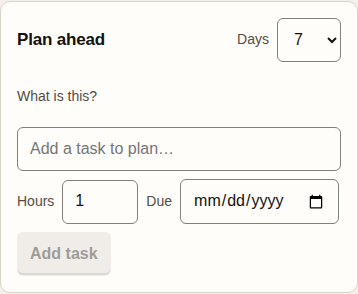 Plan ahead
Days 7
What is this?
Add a task to plan…
Hours 1 Due mm/dd/yyyy
Add task